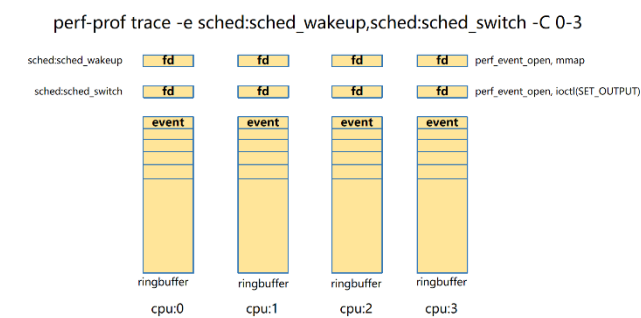 perf-prof trace -e sched:sched_wakeup,sched:sched_switch -C 0-3
sched:sched_wakeup fd fd fd fd perf_event_open, mmap
sched:sched_switch fd fd fd fd perf_event_open, ioctl(SET_OUTPUT)
event event event event
ringbuffer ringbuffer ringbuffer ringbuffer
cpu:0 cpu:1 cpu:2 cpu:3